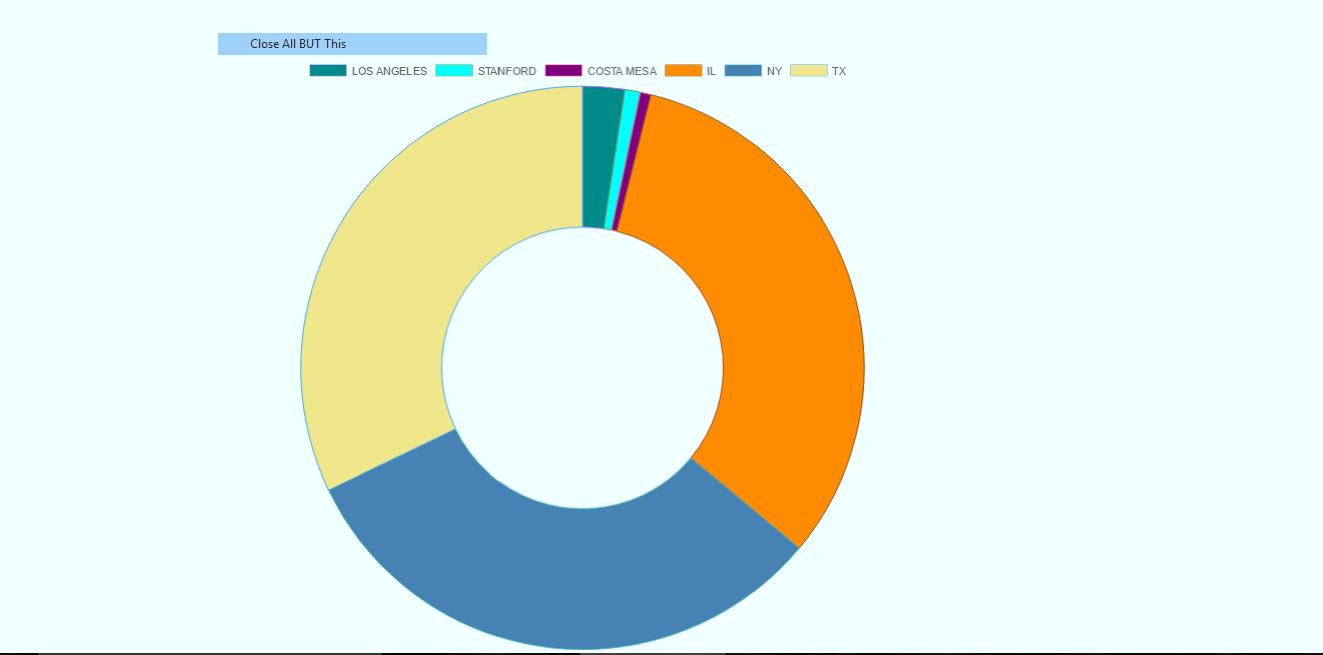 Close All BUT This
LOS ANGELES STANFORD COSTA MESA IL NY TX